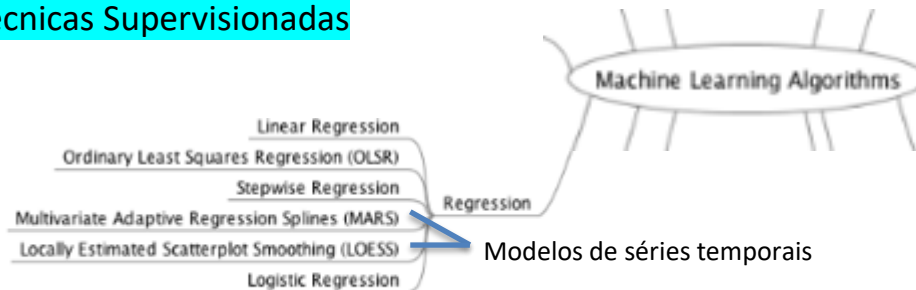 écnicas Supervisionadas
Machine Learning Algorithms
Linear Regression
Ordinary Least Squares Regression (OLSR)
Stepwise Regression
Multivariate Adaptive Regression Splines (MARS)
Locally Estimated Scatterplot Smoothing (LOESS)
Logistic Regression
Regression
Modelos de séries temporais